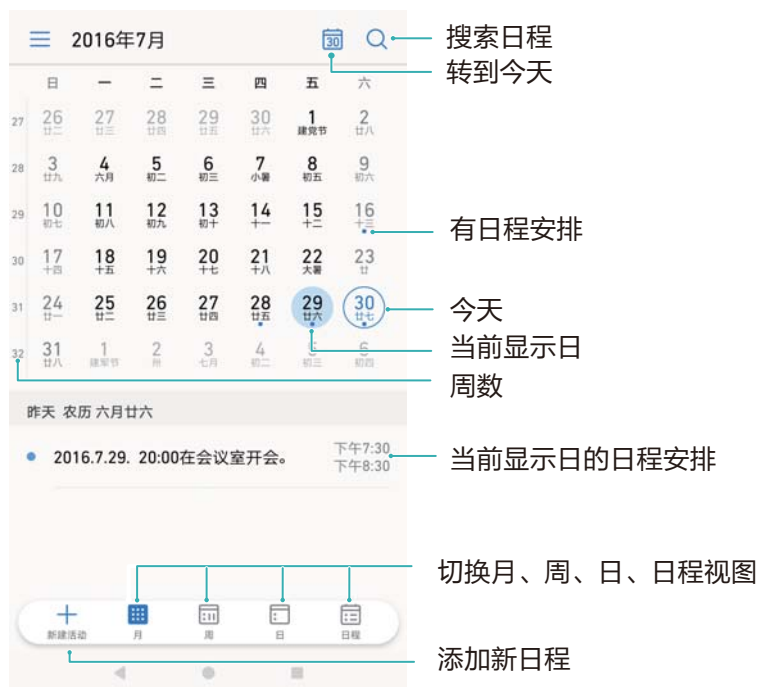 2016年7月
30
搜索日程
转到今天
日 一 二 三 四 五 六
27 26 27 28 29 30 1 2
廿二 廿三 廿四 廿五 廿六 建党节 廿八
28 3 4 5 6 7 8 9
廿九 六月 初二 初三 小暑 初五 初六
29 10 11 12 13 14 15 16
初七 初八 初九 初十 十一 十二 十三
有日程安排
30 17 18 19 20 21 22 23
十四 十五 十六 十七 十八 大暑 廿
31 24 25 26 27 28 29 30
廿一 廿二 廿三 廿四 廿五 廿六 廿七
今天
当前显示日
32 31 1 2 3 4 5 6
廿八 建军节 卅 七月 初二 初三 初四
周数
昨天 农历 六月廿六
2016.7.29. 20:00在会议室开会。
下午7:30
下午8:30
当前显示日的日程安排
切换月、周、日、日程视图
新建活动 月 周 日 日程
添加新日程